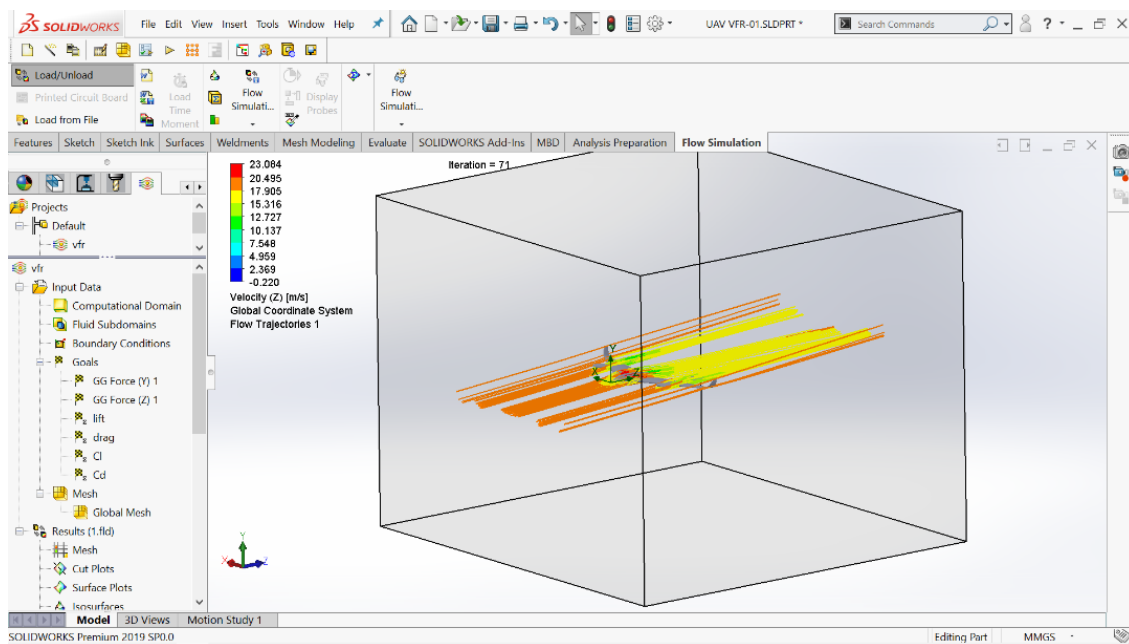 3S SOLIDWORKS File Edit View Insert Tools Window Help UAV VFR-01.SLDPRT * Search Commands ?
Load/Unload
Printed Circuit Board
Load from File
Load Time Moment
Flow Simulati...
Display Probes
Flow Simulati...
Features Sketch Sketch Ink Surfaces Weldments Mesh Modeling Evaluate SOLIDWORKS Add-Ins MBD Analysis Preparation Flow Simulation
Projects
Default
vfr
vfr
Input Data
Computational Domain
Fluid Subdomains
Boundary Conditions
Goals
GG Force (Y) 1
GG Force (Z) 1
lift
drag
Cl
Cd
Mesh
Global Mesh
Results (1.fld)
Mesh
Cut Plots
Surface Plots
Isosurfaces
23.084
20.495
17.905
15.316
12.727
10.137
7.548
4.959
2.369
-0.220
Velocity (Z) [m/s]
Global Coordinate System
Flow Trajectories 1
Iteration = 71
Y
X
Z
Y
X
Z
Model 3D Views Motion Study 1
SOLIDWORKS Premium 2019 SP0.0 Editing Part MMGS